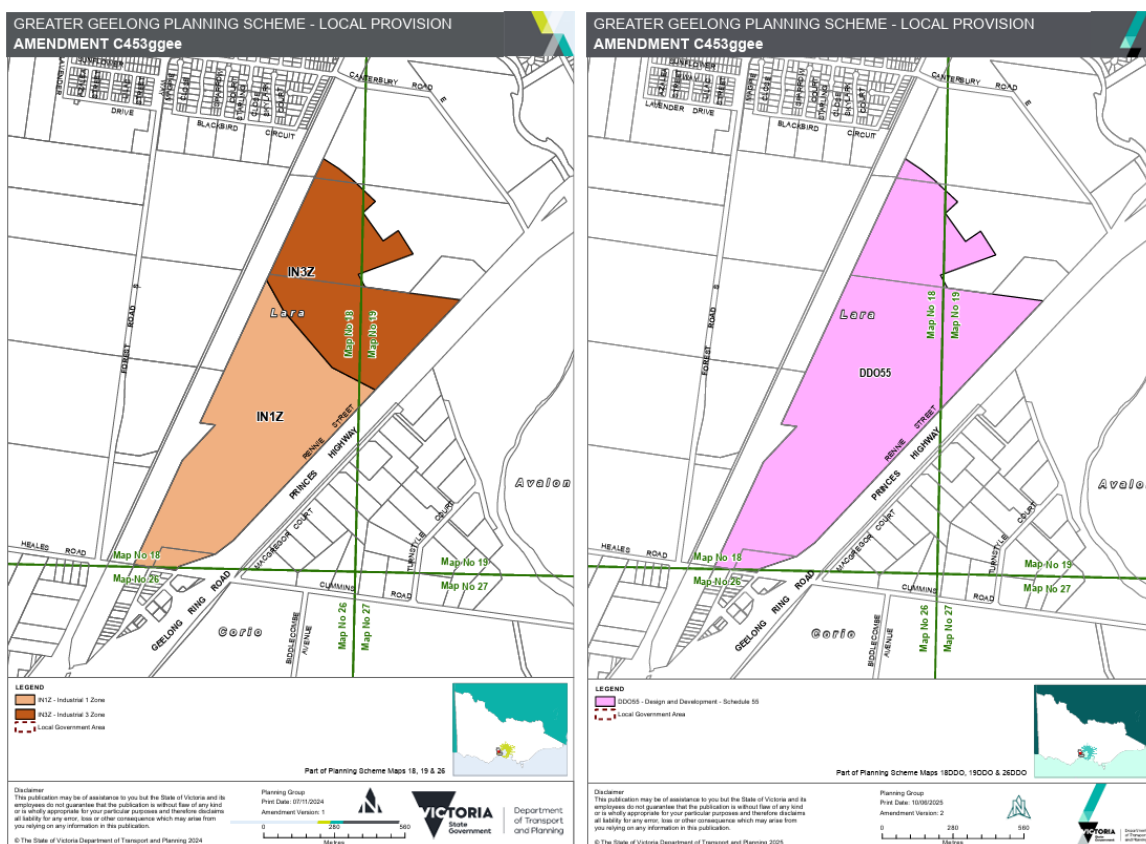 GREATER GEELONG PLANNING SCHEME - LOCAL PROVISION
AMENDMENT C453ggee
SUNFLOWER
STREET
STREET
DRIVE
BLACKBIRD
CIRCUIT
CLOSE
COURT
CANTERBURY ROAD E
IN3Z
Lara
Map No 18
Map No 19
FOREST ROAD S
IN1Z
RENNIE STREET
PRINCES HIGHWAY
Avalon
MACGREGOR COURT
TURNSTYLE COURT
HEALES ROAD
Map No 18
Map No 26
Map No 19
Map No 27
GEELONG RING ROAD
CUMMINS ROAD
Corio
BIDDLECOMBE AVENUE
Map No 26
Map No 27
LEGEND
IN1Z - Industrial 1 Zone
IN3Z - Industrial 3 Zone
Local Government Area
Part of Planning Scheme Maps 18, 19 & 26
Disclaimer
This publication may be of assistance to you but the State of Victoria and its
employees do not guarantee that the publication is without flaw of any kind
or is wholly appropriate for your particular purposes and therefore disclaims
all liability for any error, loss or other consequence which may arise from
you relying on any information in this publication.
© The State of Victoria Department of Transport and Planning 2024
Planning Group
Print Date: 07/11/2024
Amendment Version: 1
0 280 560
Metres
VICTORIA
State
Government
Department
of Transport
and Planning
GREATER GEELONG PLANNING SCHEME - LOCAL PROVISION
AMENDMENT C453ggee
SUNFLOWER
LAVENDER DRIVE
MAGPIE
CLOSE
STARLING
COURT
BLACKBIRD
CIRCUIT
CANTERBURY ROAD E
Lara
Map No 18
Map No 19
FOREST ROAD S
DDO55
RENNIE STREET
PRINCES HIGHWAY
Avalo
MACGREGOR COURT
TURNSTYLE COURT
HEALES ROAD
Map No 18
Map No 26
Map No 19
Map No 27
GEELONG RING ROAD
CUMMINS ROAD
Corio
BIDDLECOMBE AVENUE
Map No 26
Map No 27
LEGEND
DDO55 - Design and Development - Schedule 55
Local Government Area
Part of Planning Scheme Maps 18DDO, 19DDO & 26DDO
Disclaimer
This publication may be of assistance to you but the State of Victoria and its
employees do not guarantee that the publication is without flaw of any kind
or is wholly appropriate for your particular purposes and therefore disclaims
all liability for any error, loss or other consequence which may arise from
you relying on any information in this publication.
© The State of Victoria Department of Transport and Planning 2025
Planning Group
Print Date: 10/06/2025
Amendment Version: 2
0 280 560
Metres
VICTORIA
State
Government